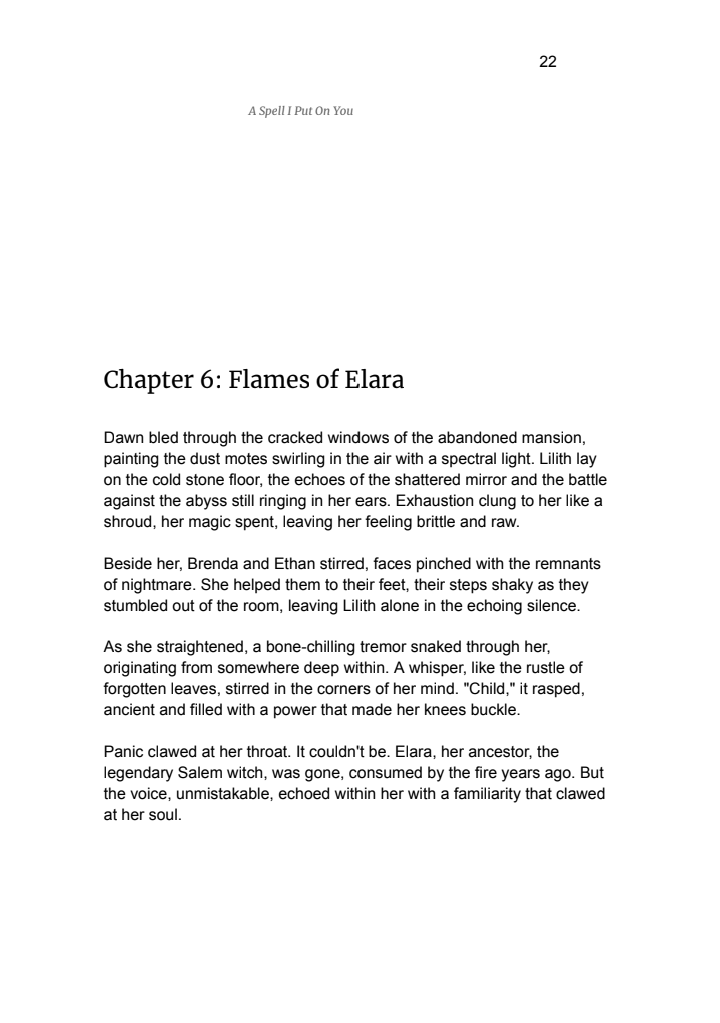 22
A Spell I Put On You
Chapter 6: Flames of Elara
Dawn bled through the cracked windows of the abandoned mansion,
painting the dust motes swirling in the air with a spectral light. Lilith lay
on the cold stone floor, the echoes of the shattered mirror and the battle
against the abyss still ringing in her ears. Exhaustion clung to her like a
shroud, her magic spent, leaving her feeling brittle and raw.
Beside her, Brenda and Ethan stirred, faces pinched with the remnants
of nightmare. She helped them to their feet, their steps shaky as they
stumbled out of the room, leaving Lilith alone in the echoing silence.
As she straightened, a bone-chilling tremor snaked through her,
originating from somewhere deep within. A whisper, like the rustle of
forgotten leaves, stirred in the corners of her mind. "Child," it rasped,
ancient and filled with a power that made her knees buckle.
Panic clawed at her throat. It couldn't be. Elara, her ancestor, the
legendary Salem witch, was gone, consumed by the fire years ago. But
the voice, unmistakable, echoed within her with a familiarity that clawed
at her soul.